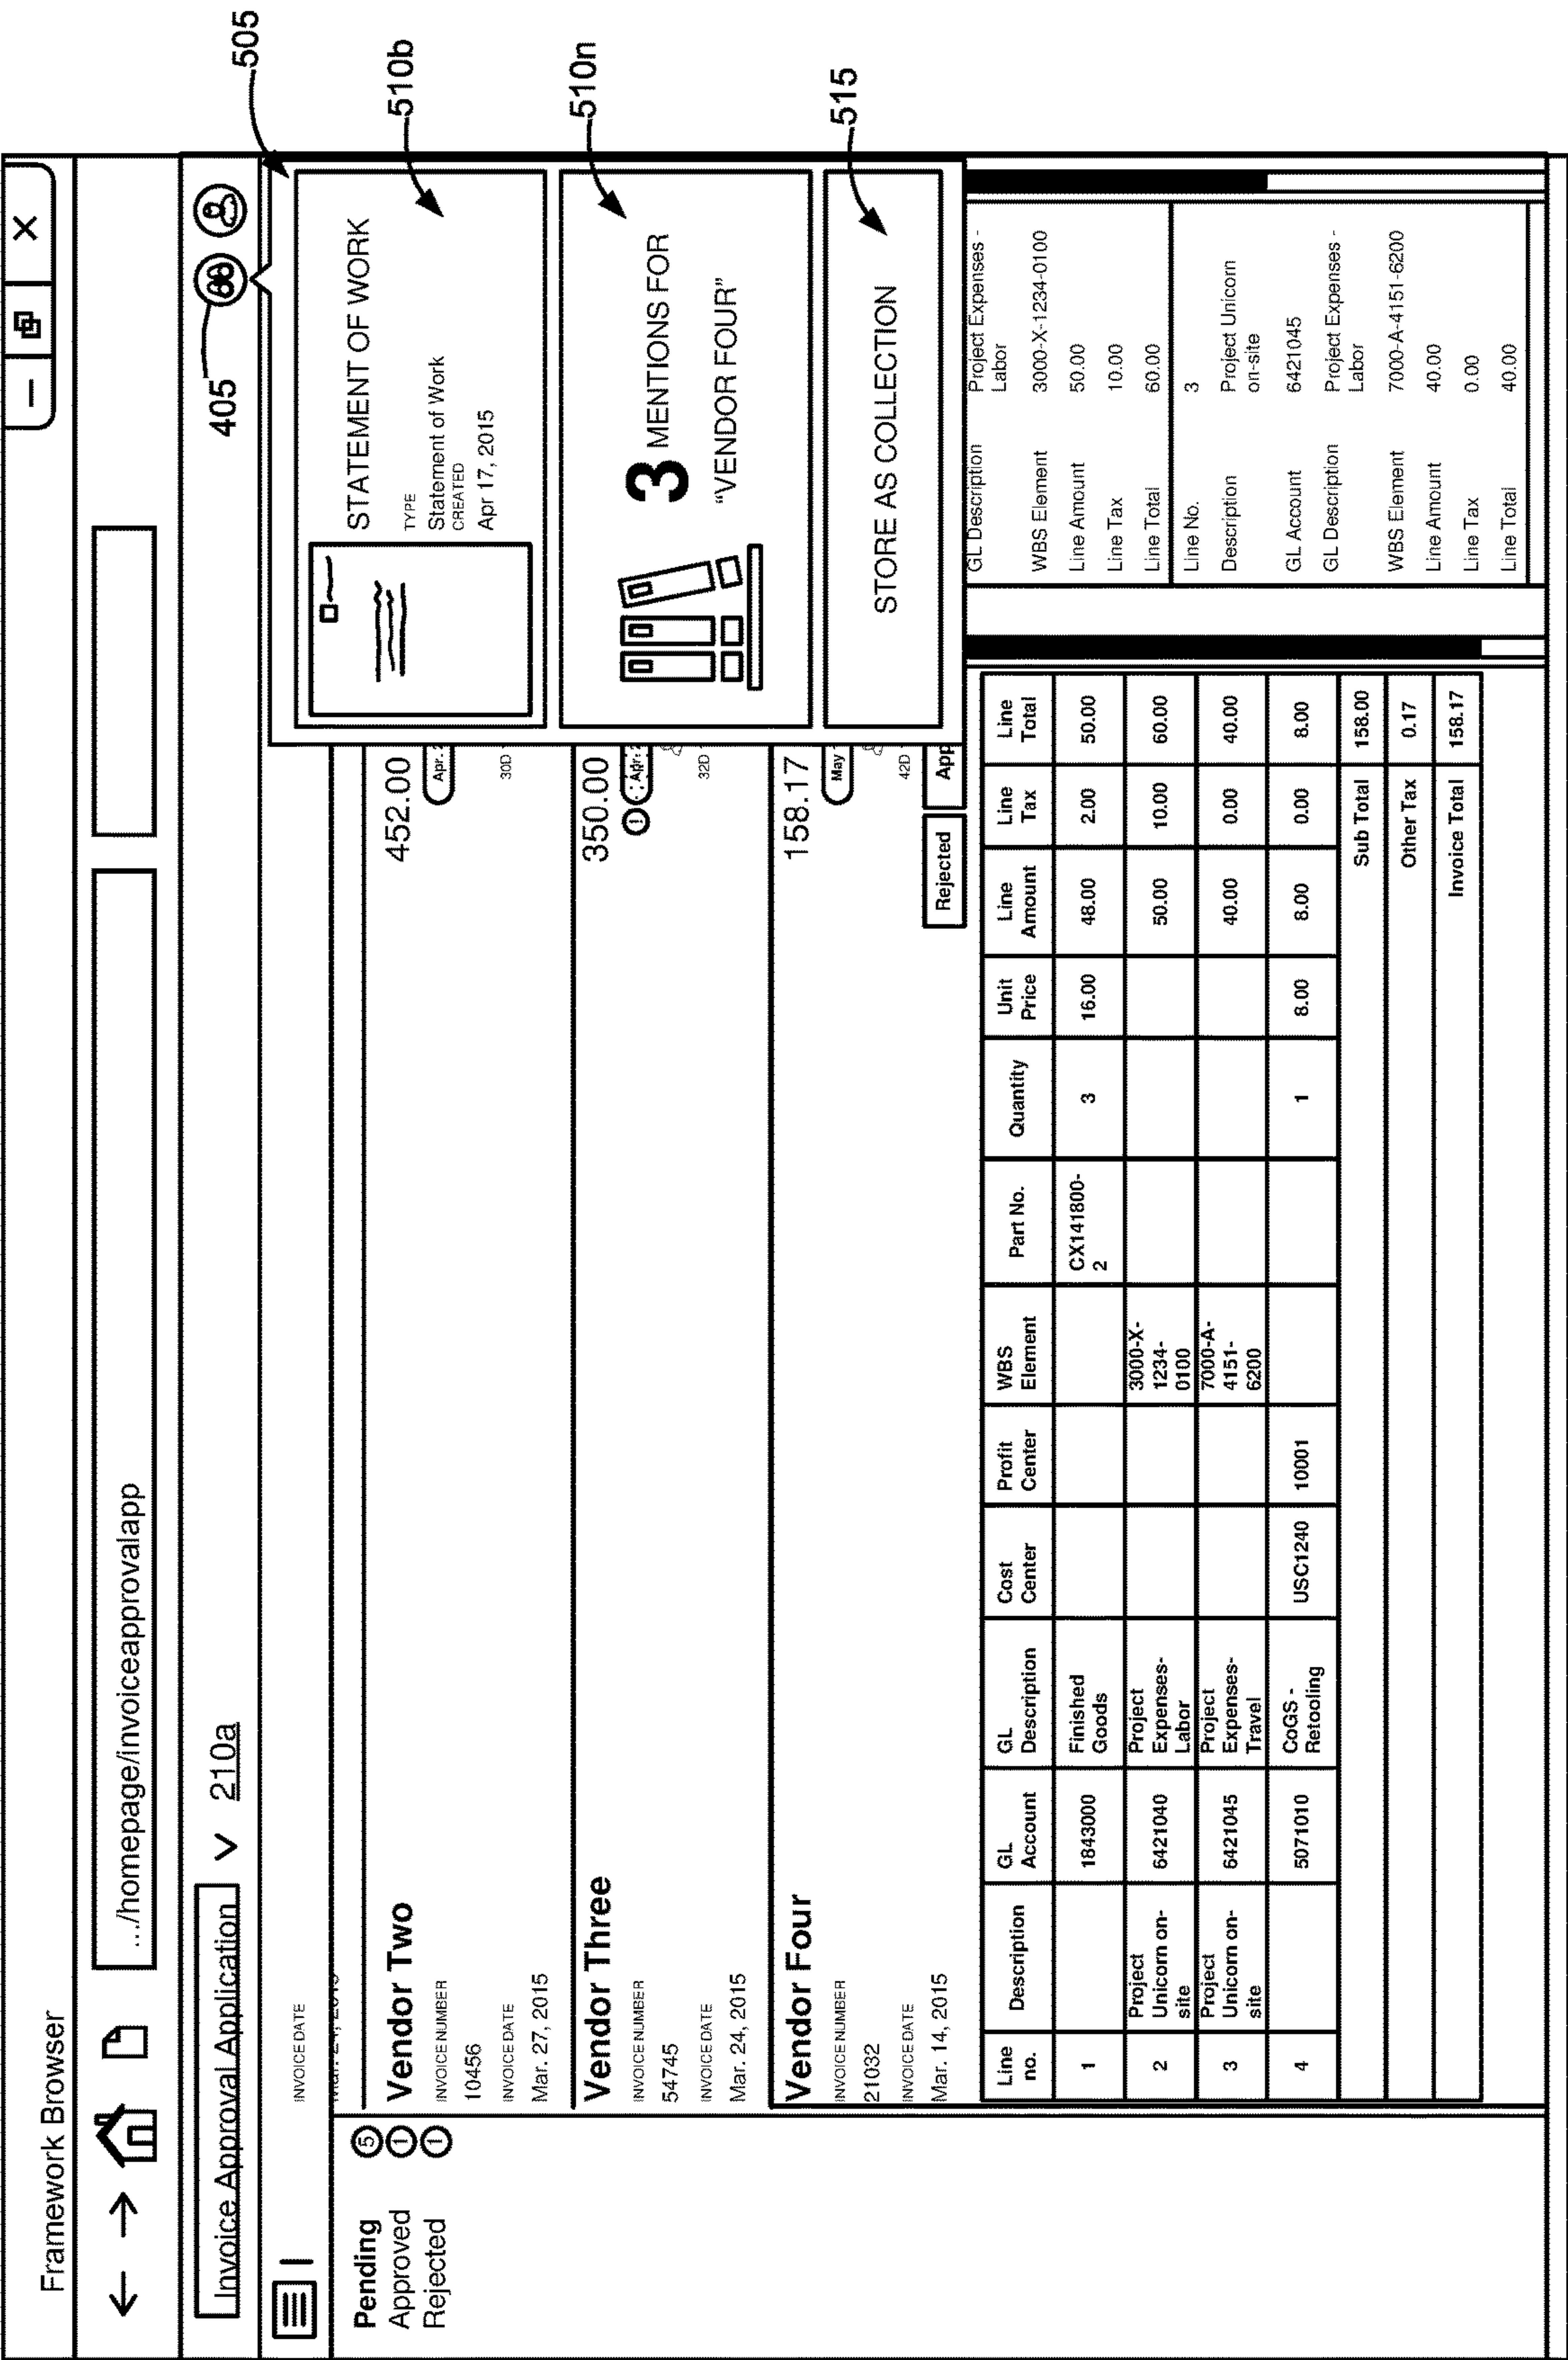 Framework Browser
.../homepage/invoiceapprovalapp
Invoice Approval Application
210a
405
505
Pending 5
Approved 1
Rejected 1
INVOICE DATE
Vendor Two 452.00
INVOICE NUMBER
10456
INVOICE DATE 30D
Mar. 27, 2015
Vendor Three 350.00
INVOICE NUMBER
54745
INVOICE DATE 32D
Mar. 24, 2015
Vendor Four 158.17
INVOICE NUMBER May
21032
INVOICE DATE 42D
Mar. 14, 2015 Rejected App
STATEMENT OF WORK
TYPE
Statement of Work
CREATED
Apr 17, 2015
510b
3 MENTIONS FOR
"VENDOR FOUR"
510n
STORE AS COLLECTION
515
Line no. Description GL Account GL Description Cost Center Profit Center WBS Element Part No. Quantity Unit Price Line Amount Line Tax Line Total
1 1843000 Finished Goods CX141800-2 3 16.00 48.00 2.00 50.00
2 Project Unicorn on-site 6421040 Project Expenses-Labor 3000-X-1234-0100 50.00 10.00 60.00
3 Project Unicorn on-site 6421045 Project Expenses-Travel 7000-A-4151-6200 40.00 0.00 40.00
4 5071010 CoGS - Retooling USC1240 10001 1 8.00 8.00 0.00 8.00
Sub Total 158.00
Other Tax 0.17
Invoice Total 158.17
GL Description Project Expenses - Labor
WBS Element 3000-X-1234-0100
Line Amount 50.00
Line Tax 10.00
Line Total 60.00
Line No. 3
Description Project Unicorn on-site
GL Account 6421045
GL Description Project Expenses - Labor
WBS Element 7000-A-4151-6200
Line Amount 40.00
Line Tax 0.00
Line Total 40.00